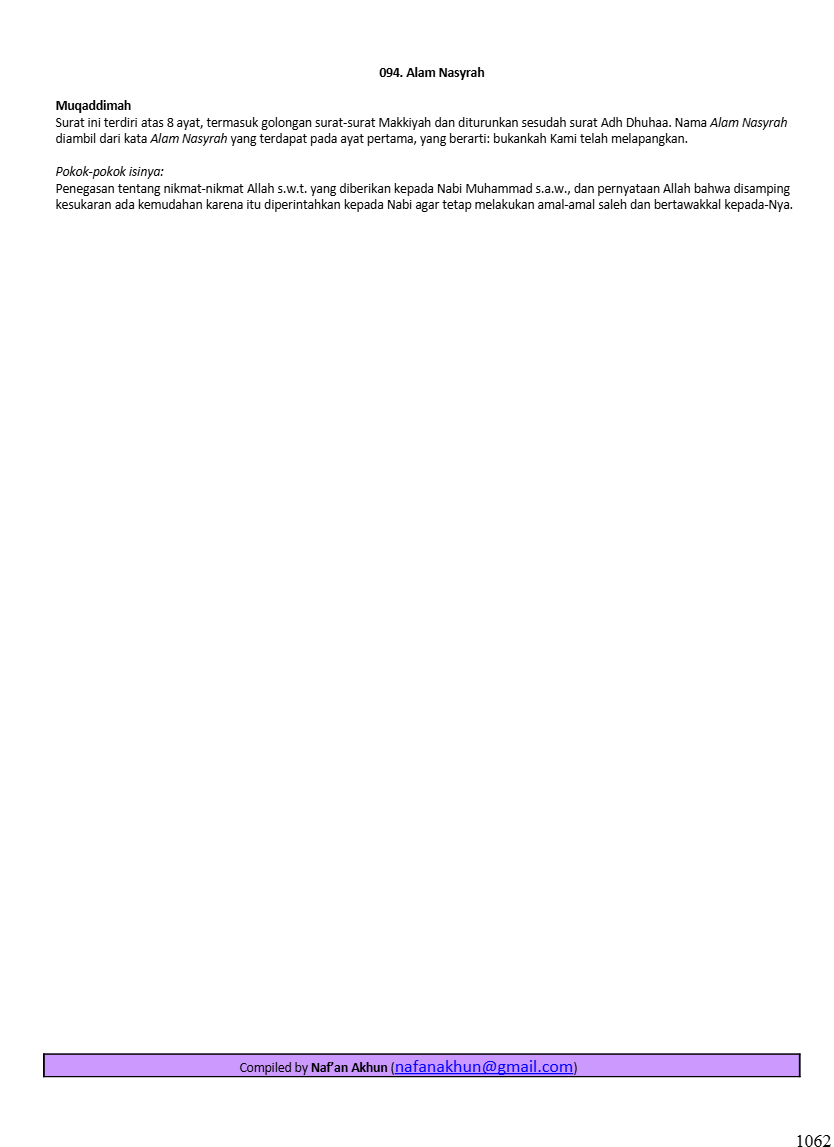 094. Alam Nasyrah
Muqaddimah
Surat ini terdiri atas 8 ayat, termasuk golongan surat-surat Makkiyah dan diturunkan sesudah surat Adh Dhuhaa. Nama Alam Nasyrah
diambil dari kata Alam Nasyrah yang terdapat pada ayat pertama, yang berarti: bukankah Kami telah melapangkan.
Pokok-pokok isinya:
Penegasan tentang nikmat-nikmat Allah s.w.t. yang diberikan kepada Nabi Muhammad s.a.w., dan pernyataan Allah bahwa disamping
kesukaran ada kemudahan karena itu diperintahkan kepada Nabi agar tetap melakukan amal-amal saleh dan bertawakkal kepada-Nya.
Compiled by Naf’an Akhun (nafanakhun@gmail.com)
1062